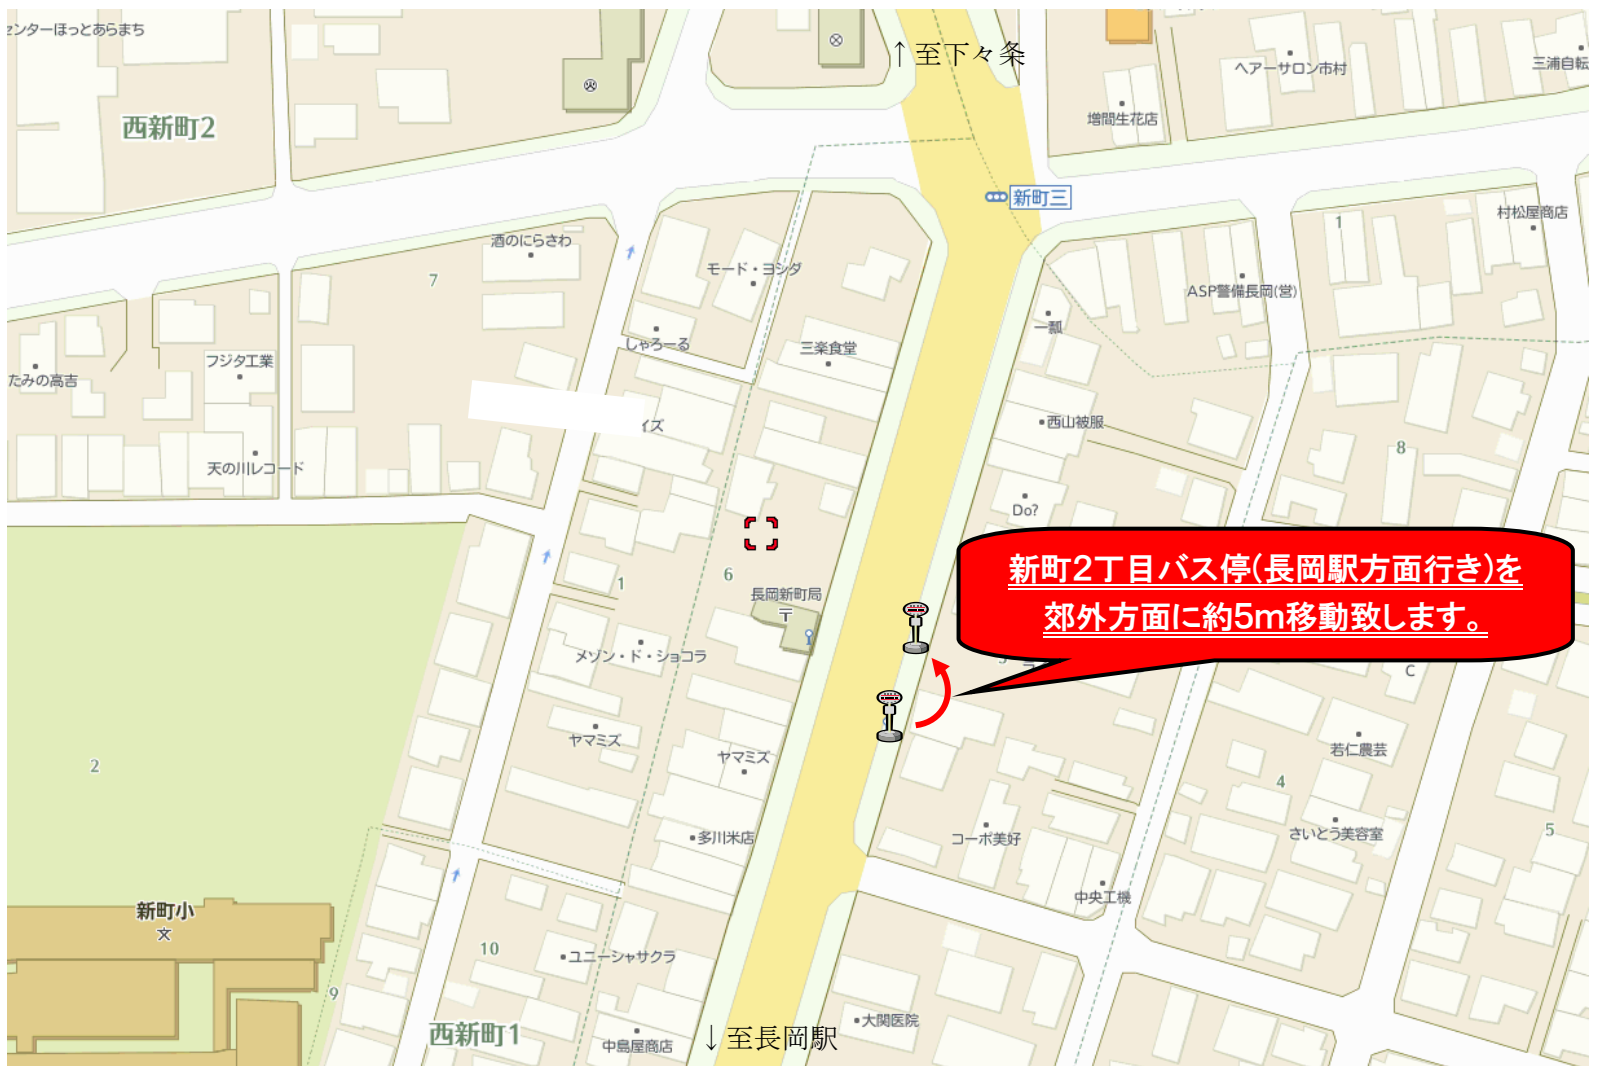 センターほっとあらまち
↑至下々条
ヘアーサロン市村
三浦自転
増間生花店
西新町2
新町三
村松屋商店
1
酒のにらさわ
7
モード・ヨシダ
ASP警備長岡(営)
一瓢
しゃろーる
三楽食堂
フジタ工業
たみの高吉
イズ
西山被服
8
天の川レコード
Do?
新町2丁目バス停(長岡駅方面行き)を
郊外方面に約5m移動致します。
6
1
長岡新町局
〒
メゾン・ド・ショコラ
C
ヤマミズ
ヤマミズ
若仁農芸
2
4
多川米店
コーポ美好
さいとう美容室
5
中央工機
新町小
文
10
ユニーシャサクラ
9
西新町1
中島屋商店
↓至長岡駅
大関医院